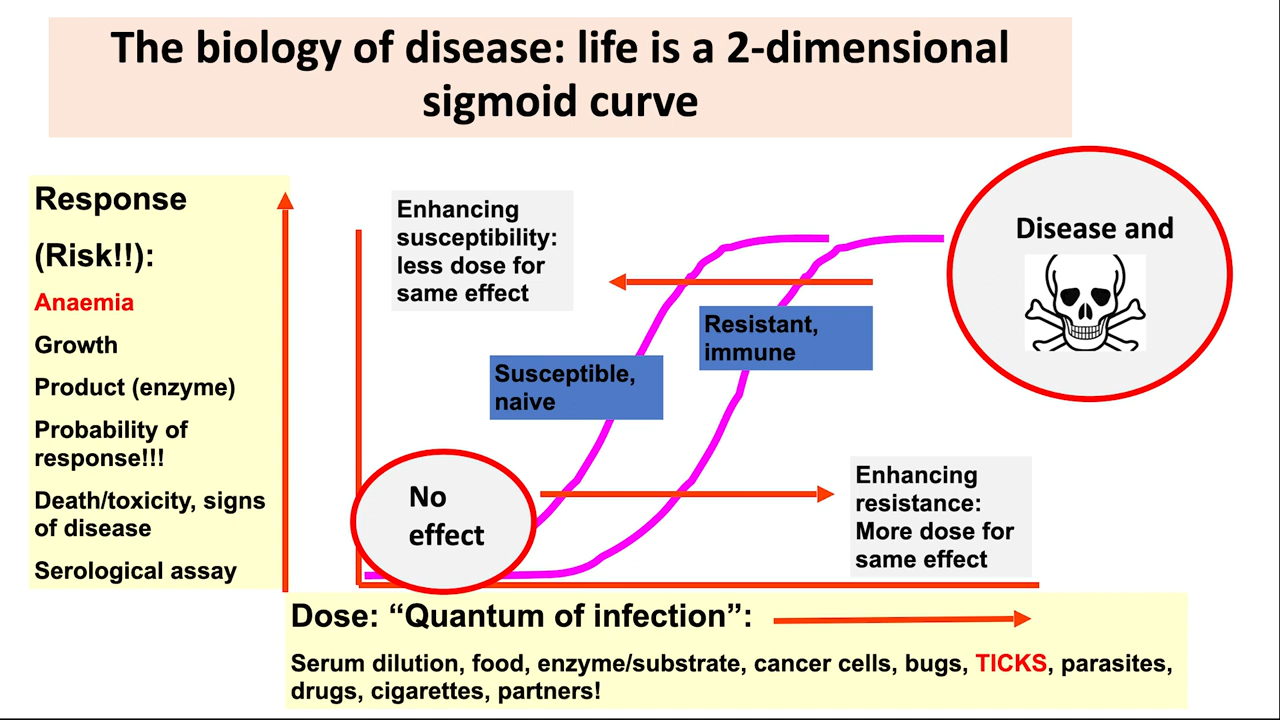 The biology of disease: life is a 2-dimensional
sigmoid curve
Response
(Risk!!):
Anaemia
Growth
Product (enzyme)
Probability of
response!!!
Death/toxicity, signs
of disease
Serological assay
Enhancing
susceptibility:
less dose for
same effect
Disease and
Resistant,
immune
Susceptible,
naive
No
effect
Enhancing
resistance:
More dose for
same effect
Dose: “Quantum of infection”:
Serum dilution, food, enzyme/substrate, cancer cells, bugs, TICKS, parasites,
drugs, cigarettes, partners!